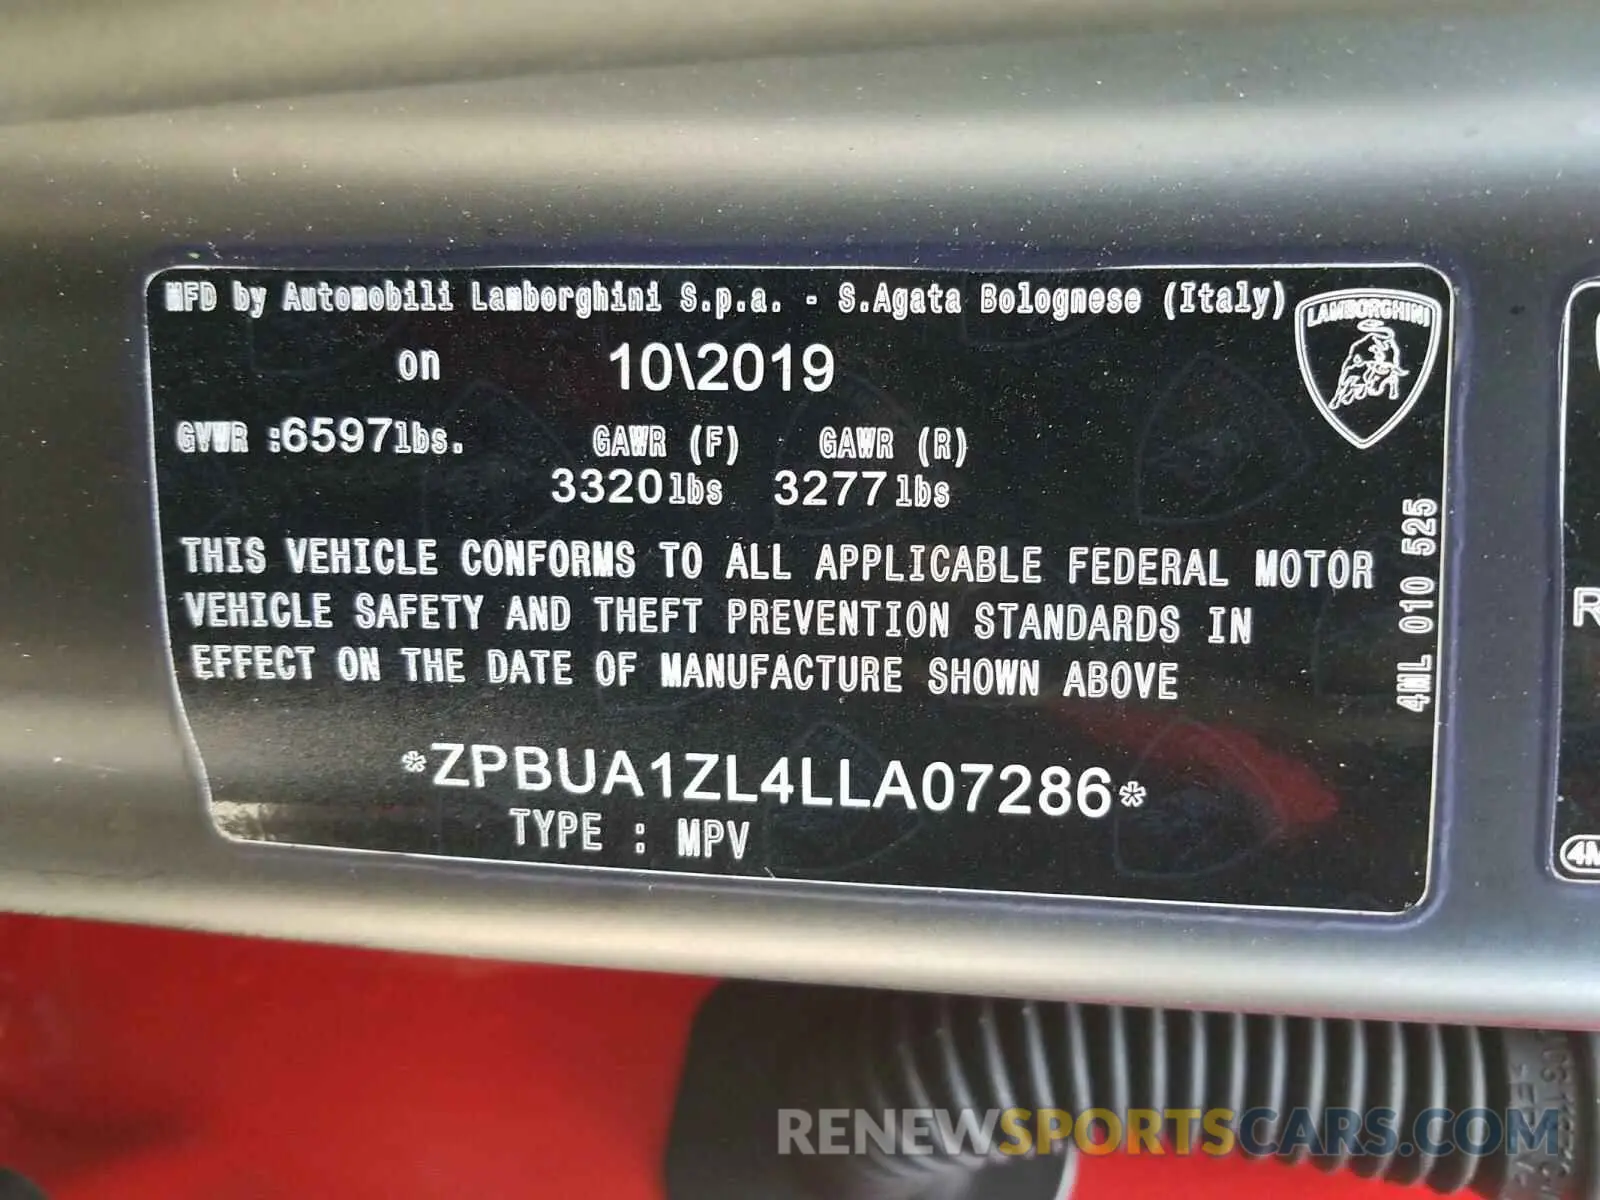 MFD by Automobili Lamborghini S.p.a. - S.Agata Bolognese (Italy)
LAMBORGHINI
on 10\2019
GVWR :6597lbs. GAWR (F) GAWR (R)
3320lbs 3277lbs
THIS VEHICLE CONFORMS TO ALL APPLICABLE FEDERAL MOTOR
VEHICLE SAFETY AND THEFT PREVENTION STANDARDS IN
EFFECT ON THE DATE OF MANUFACTURE SHOWN ABOVE
4ML 010 525
*ZPBUA1ZL4LLA07286*
TYPE : MPV
RENEWSPORTSCARS.COM